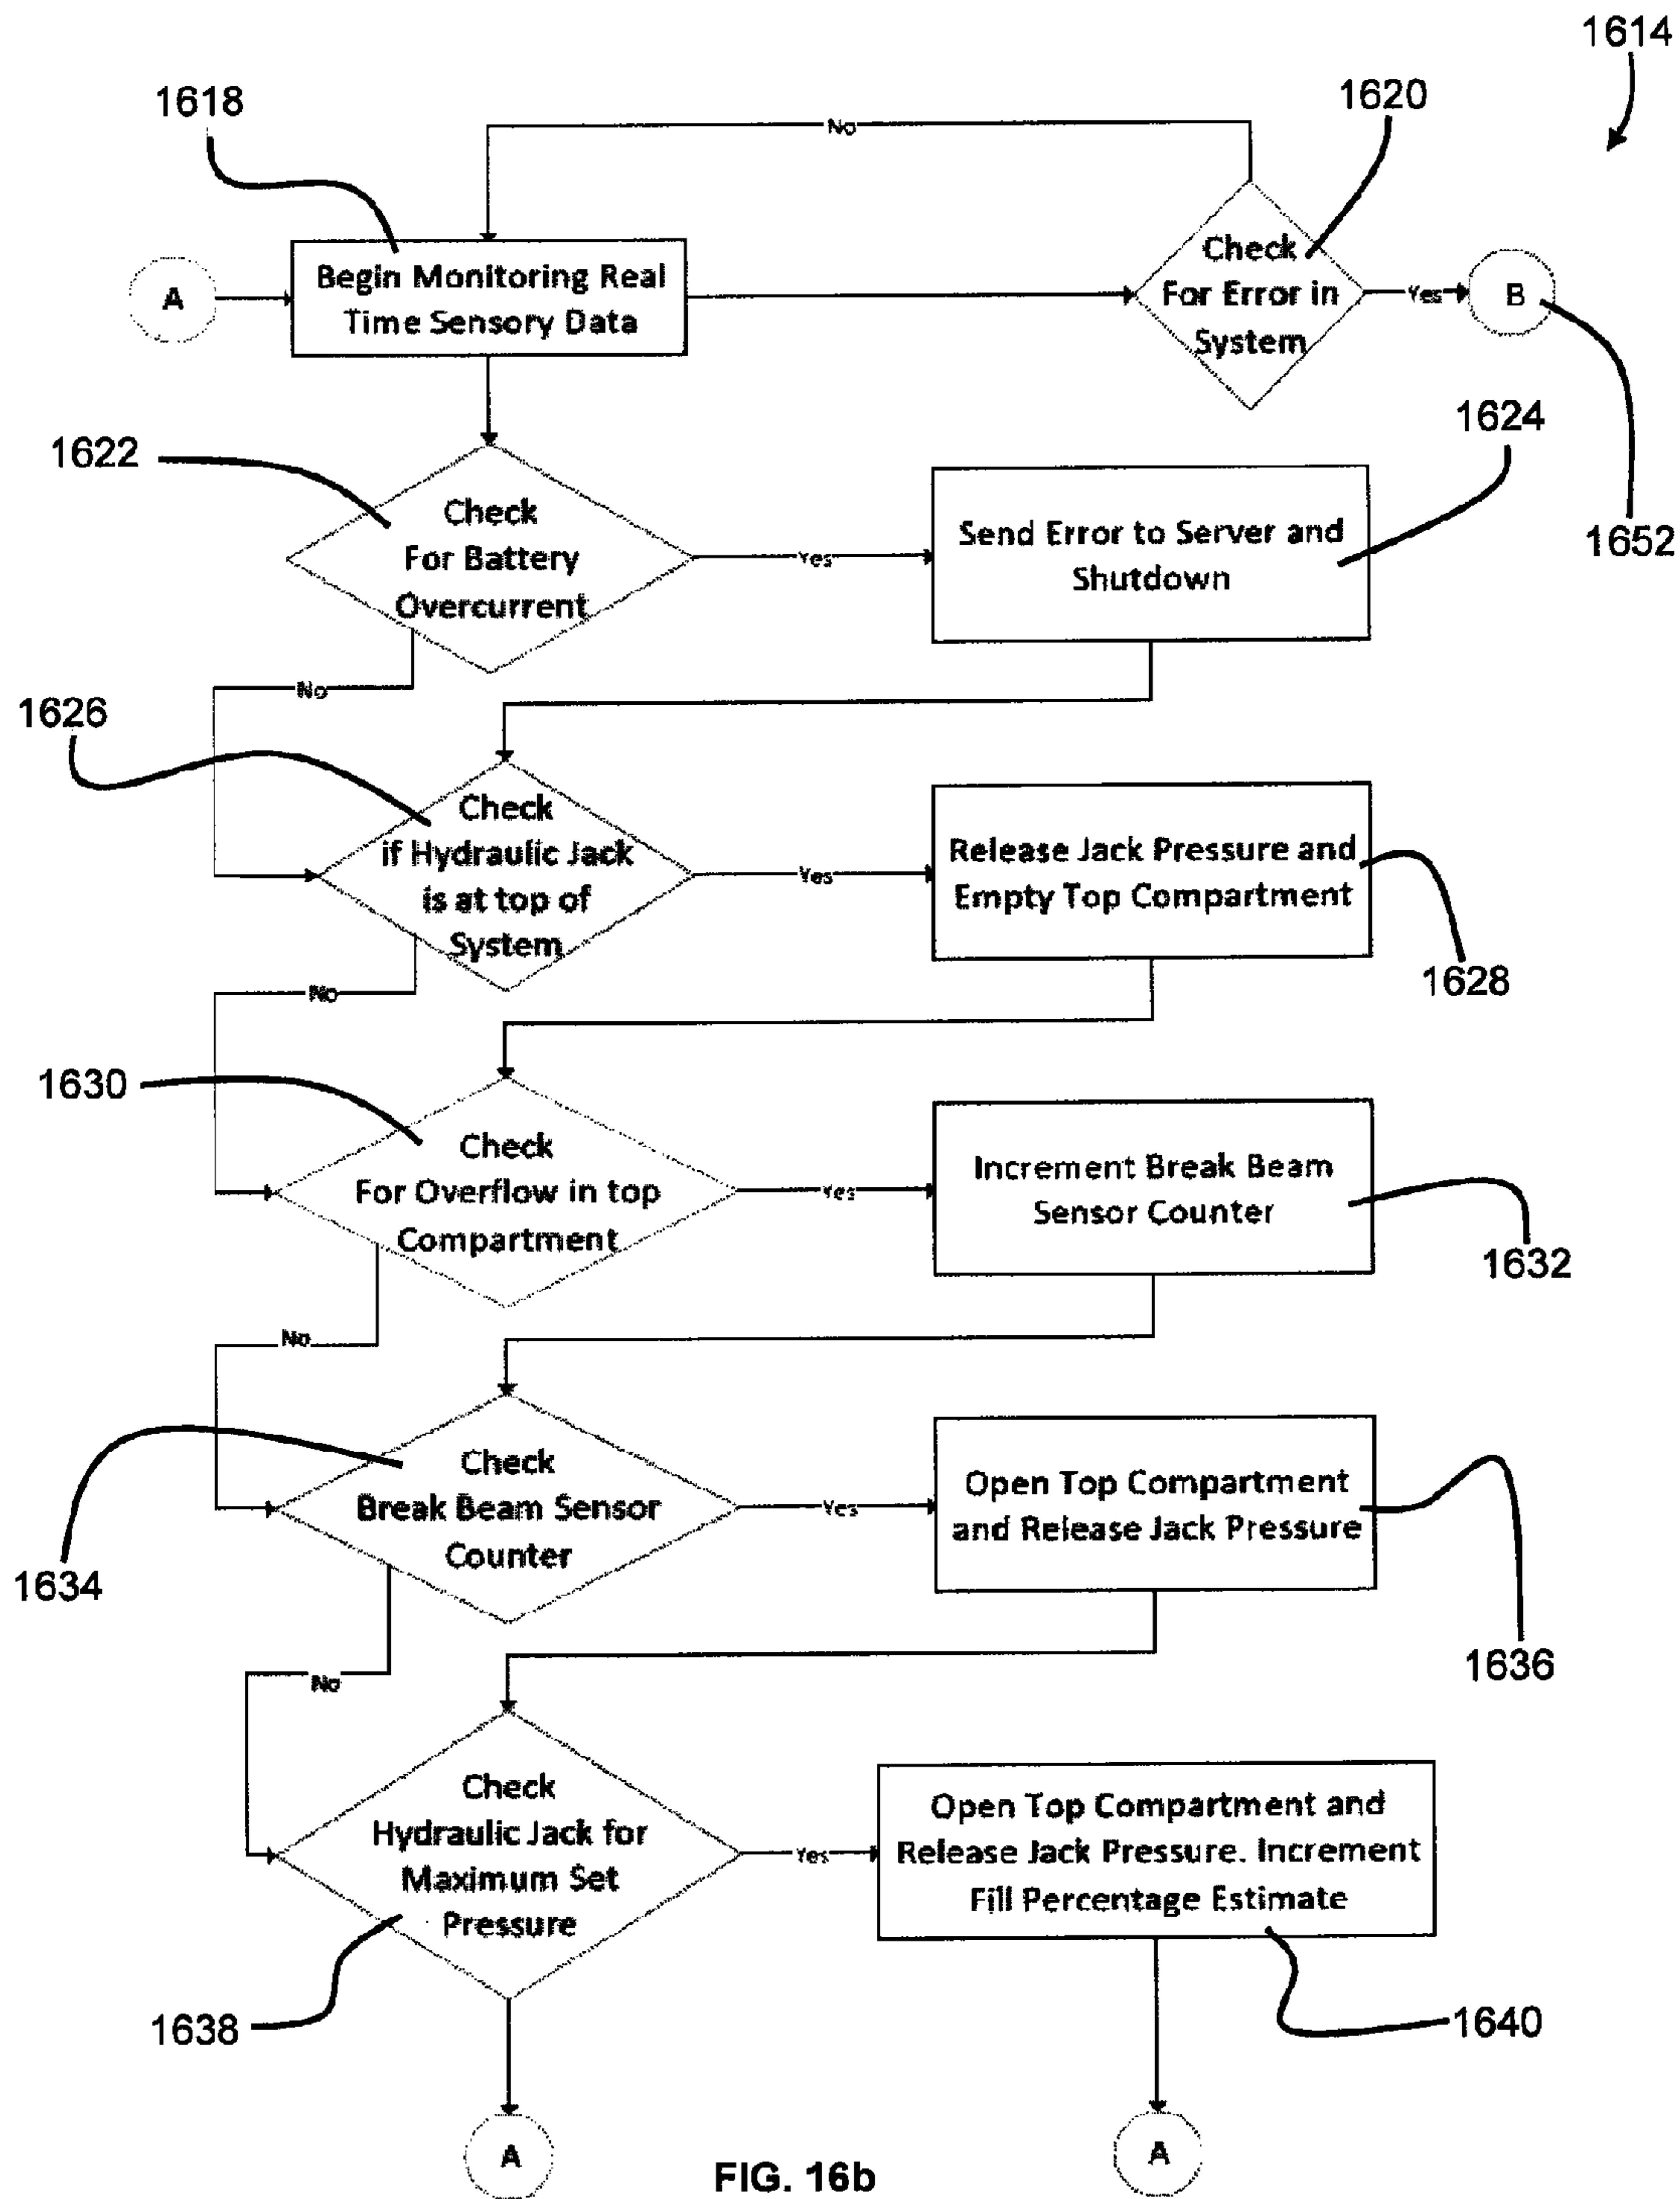 1614
1618
1620
No
A
Begin Monitoring Real
Time Sensory Data
Check
For Error in
System
Yes
B
1652
1622
Check
For Battery
Overcurrent
Yes
Send Error to Server and
Shutdown
1624
No
1626
Check
if Hydraulic Jack
is at top of
System
Yes
Release Jack Pressure and
Empty Top Compartment
1628
No
1630
Check
For Overflow in top
Compartment
Yes
Increment Break Beam
Sensor Counter
1632
No
1634
Check
Break Beam Sensor
Counter
Yes
Open Top Compartment
and Release Jack Pressure
1636
No
Check
Hydraulic Jack for
Maximum Set
Pressure
1638
Yes
Open Top Compartment and
Release Jack Pressure. Increment
Fill Percentage Estimate
1640
A
A
FIG. 16b